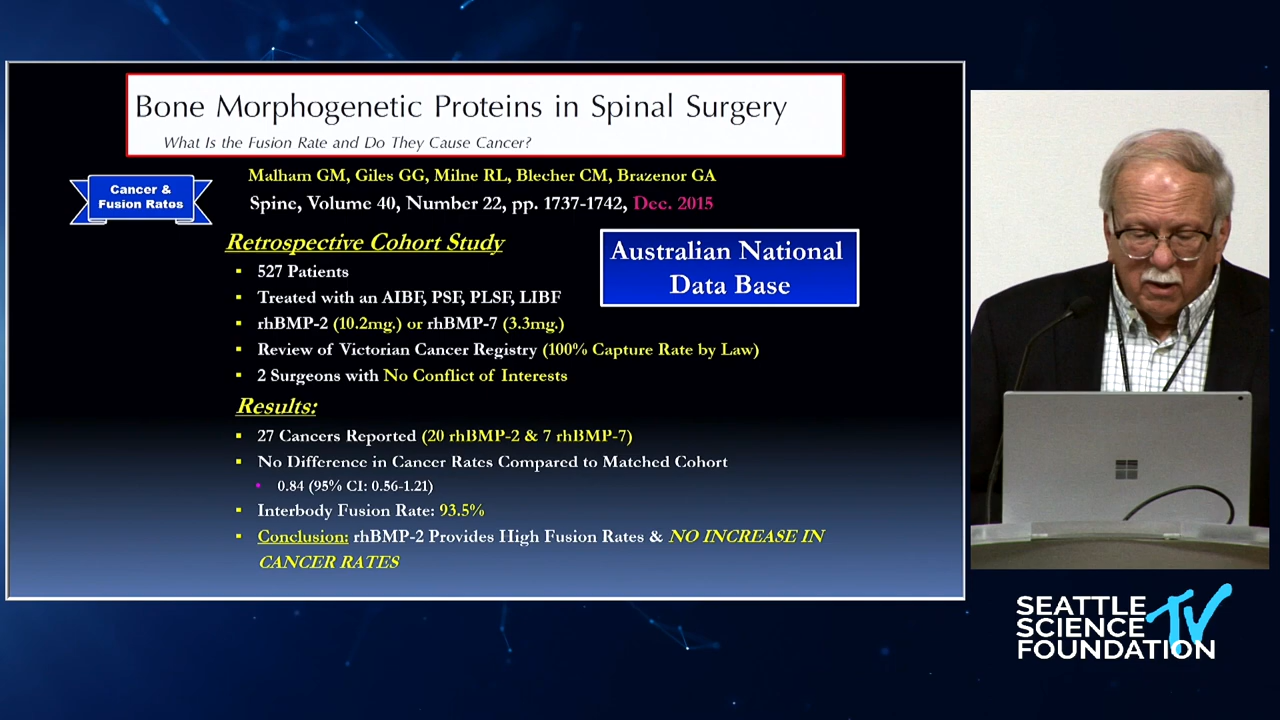 Bone Morphogenetic Proteins in Spinal Surgery
What Is the Fusion Rate and Do They Cause Cancer?
Cancer &
Fusion Rates
Malham GM, Giles GG, Milne RL, Blecher CM, Brazenor GA
Spine, Volume 40, Number 22, pp. 1737-1742, Dec. 2015
Retrospective Cohort Study
Australian National
Data Base
▪ 527 Patients
▪ Treated with an AIBF, PSF, PLSF, LIBF
▪ rhBMP-2 (10.2mg.) or rhBMP-7 (3.3mg.)
▪ Review of Victorian Cancer Registry (100% Capture Rate by Law)
▪ 2 Surgeons with No Conflict of Interests
Results:
▪ 27 Cancers Reported (20 rhBMP-2 & 7 rhBMP-7)
▪ No Difference in Cancer Rates Compared to Matched Cohort
▪ 0.84 (95% CI: 0.56-1.21)
▪ Interbody Fusion Rate: 93.5%
▪ Conclusion: rhBMP-2 Provides High Fusion Rates & NO INCREASE IN
CANCER RATES
SEATTLE
SCIENCE
FOUNDATION
TV